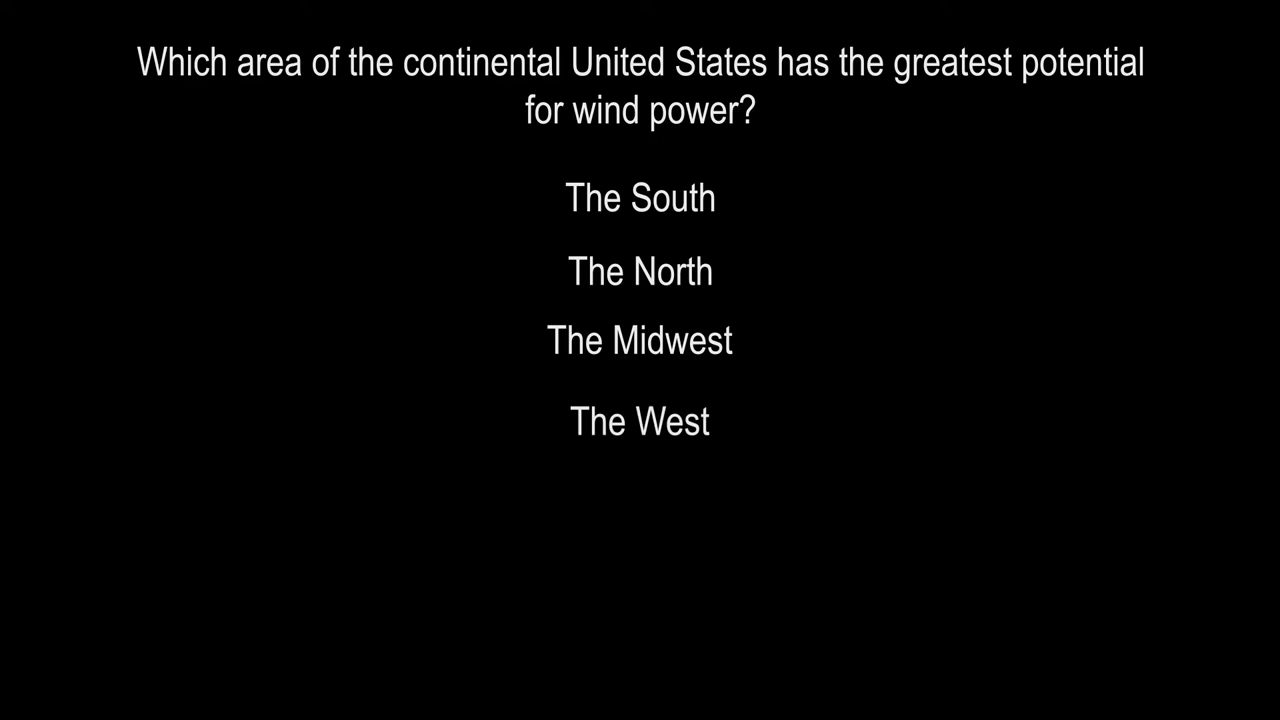 Which area of the continental United States has the greatest potential
for wind power?
The South
The North
The Midwest
The West